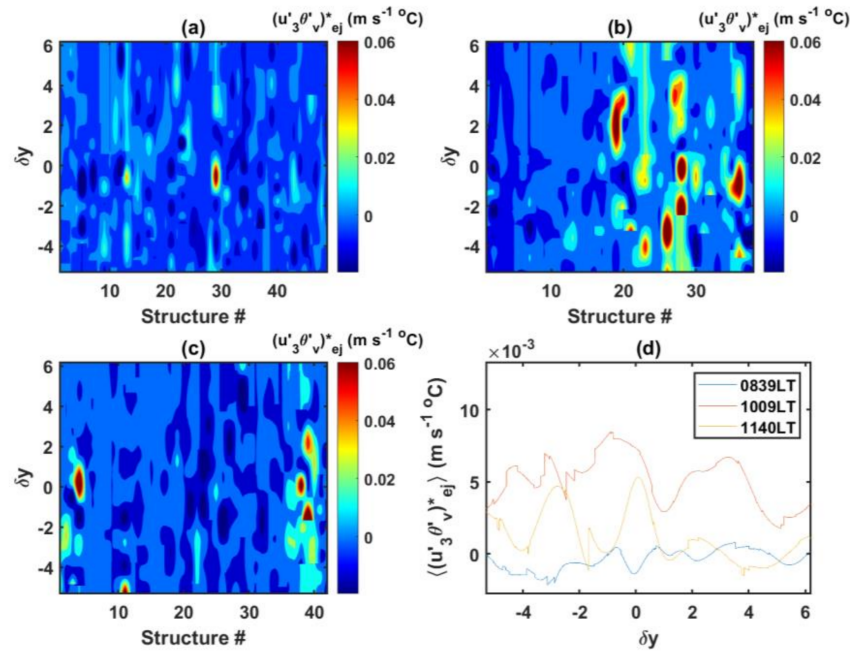 (a)
(u'3θ'v)*ej (m s-1 oC)
6
4
2
0
-2
-4
δy
10 20 30 40
Structure #
0.06
0.04
0.02
0
(b)
(u'3θ'v)*ej (m s-1 oC)
6
4
2
0
-2
-4
δy
10 20 30
Structure #
0.06
0.04
0.02
0
(c)
(u'3θ'v)*ej (m s-1 oC)
6
4
2
0
-2
-4
δy
10 20 30 40
Structure #
0.06
0.04
0.02
0
(d)
×10-3
10
5
0
⟨(u'3θ'v)*ej⟩ (m s-1 oC)
0839LT
1009LT
1140LT
-4 -2 0 2 4 6
δy